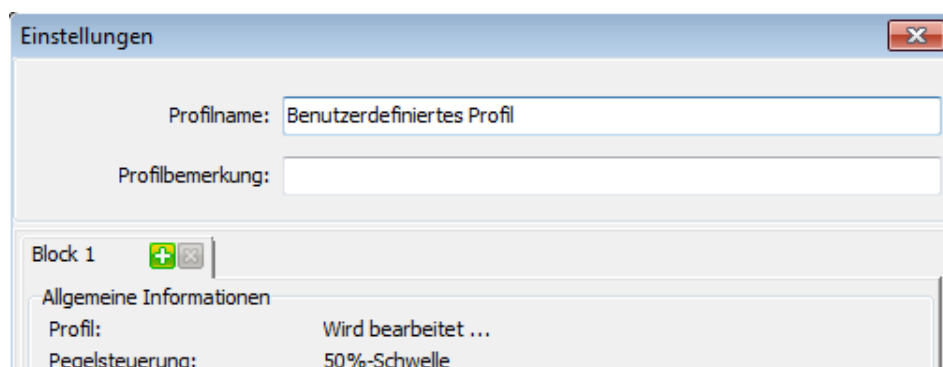 Einstellungen
Profilname: Benutzerdefiniertes Profil
Profilbemerkung:
Block 1
Allgemeine Informationen
Profil: Wird bearbeitet ...
Pegelsteuerung: 50%-Schwelle